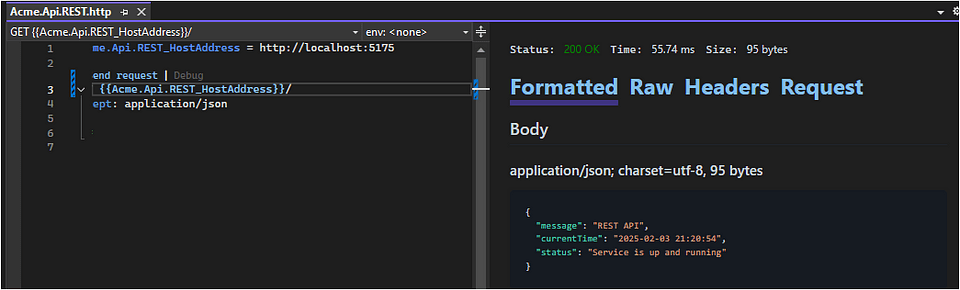 Acme.Api.REST.http
GET {{Acme.Api.REST_HostAddress}}/ env: <none>
1 me.Api.REST_HostAddress = http://localhost:5175
2
end request | Debug
3 {{Acme.Api.REST_HostAddress}}/
4 ept: application/json
5
6
7
Status: 200 OK Time: 55.74 ms Size: 95 bytes
Formatted Raw Headers Request
Body
application/json; charset=utf-8, 95 bytes
{
"message": "REST API",
"currentTime": "2025-02-03 21:20:54",
"status": "Service is up and running"
}